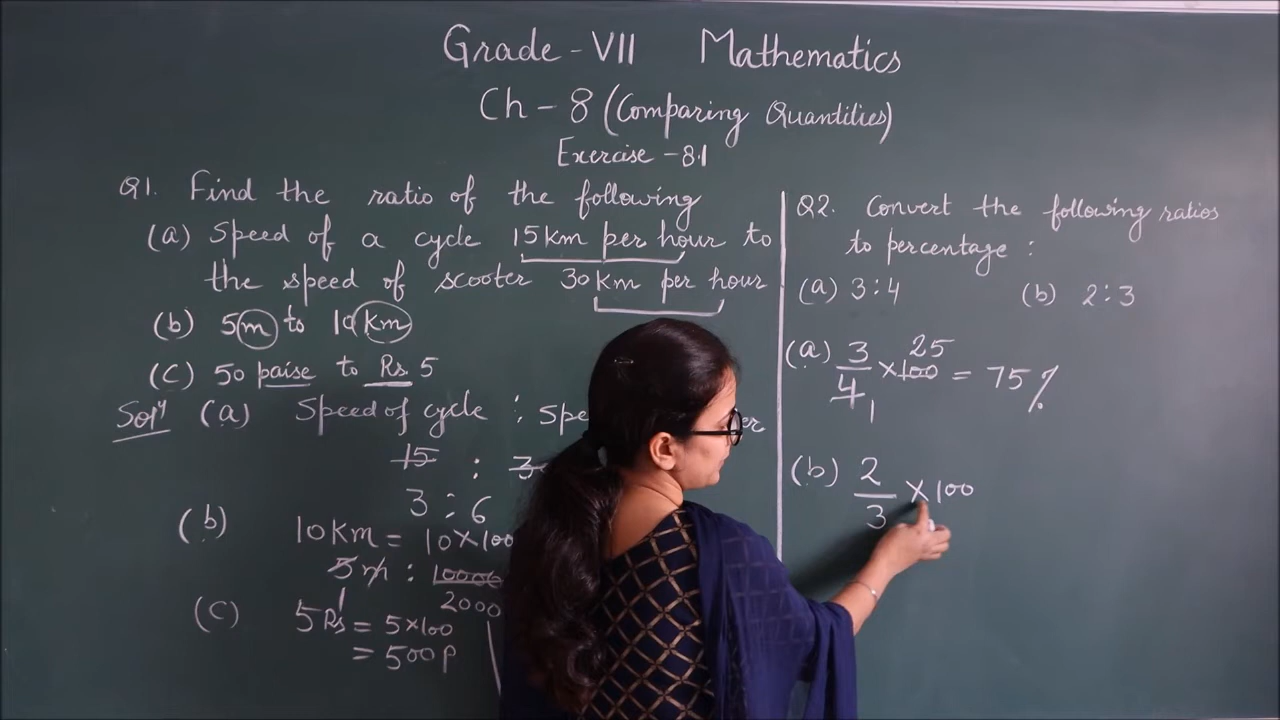 Grade - VII Mathematics
Ch - 8 (Comparing Quantities)
Exercise - 8.1
Q1. Find the ratio of the following
(a) Speed of a cycle 15 km per hour to
the speed of scooter 30 km per hour
(b) 5 m to 10 km
(c) 50 paise to Rs. 5
Soln (a) Speed of cycle :
15 :
3 : 6
(b) 10 Km = 10 × 100
5 m : 10000
1 2000
(c) 5 Rs = 5 × 100
= 500 p
Q2. Convert the following ratios
to percentage :
(a) 3 : 4 (b) 2 : 3
(a) 3/4 × 100 = 75 %
25
1
(b) 2/3 × 100